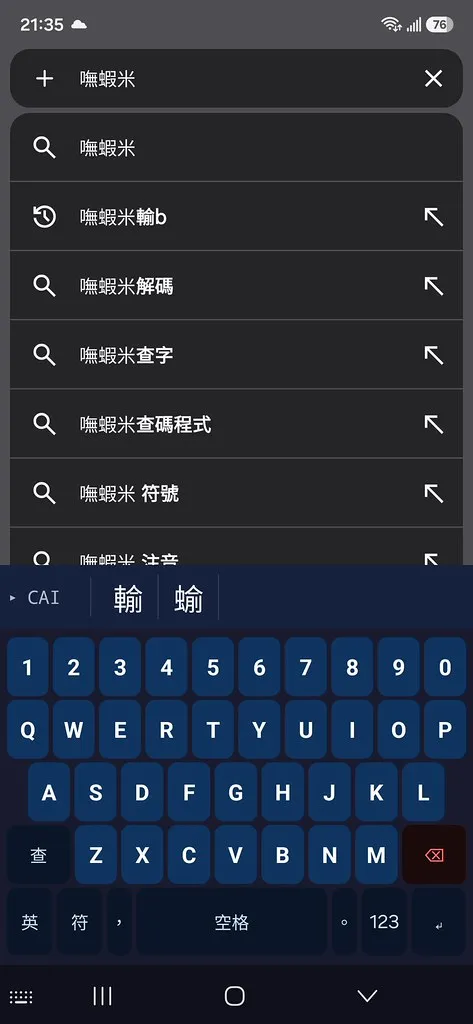 21:35 76
嘸蝦米
嘸蝦米
嘸蝦米輸b
嘸蝦米解碼
嘸蝦米查字
嘸蝦米查碼程式
嘸蝦米 符號
嘸蝦米 注音
▸ CAI 輸 蝓
1 2 3 4 5 6 7 8 9 0
Q W E R T Y U I O P
A S D F G H J K L
查 Z X C V B N M
英 符 , 空格 。 123